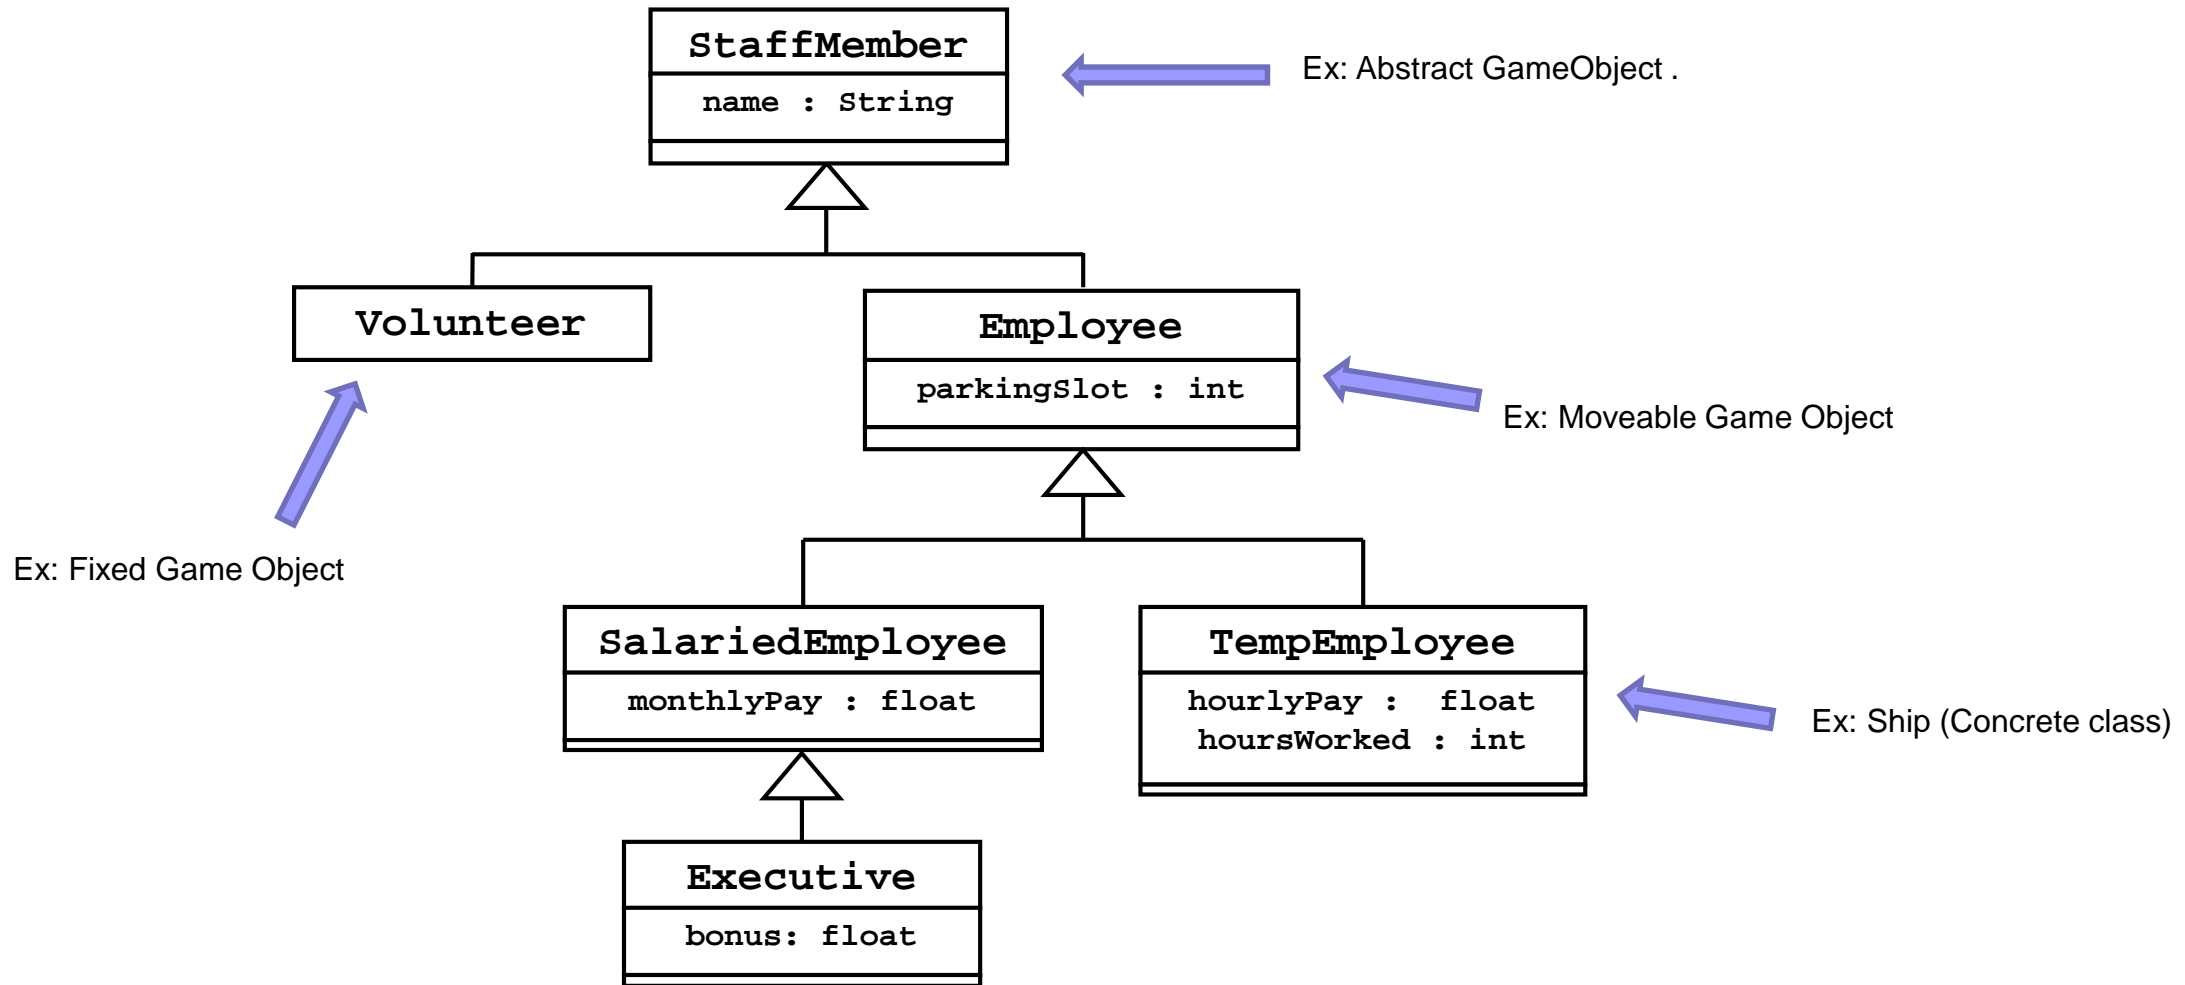 StaffMember
name : String
Ex: Abstract GameObject .
Volunteer
Employee
parkingSlot : int
Ex: Moveable Game Object
Ex: Fixed Game Object
SalariedEmployee
monthlyPay : float
TempEmployee
hourlyPay : float
hoursWorked : int
Ex: Ship (Concrete class)
Executive
bonus: float